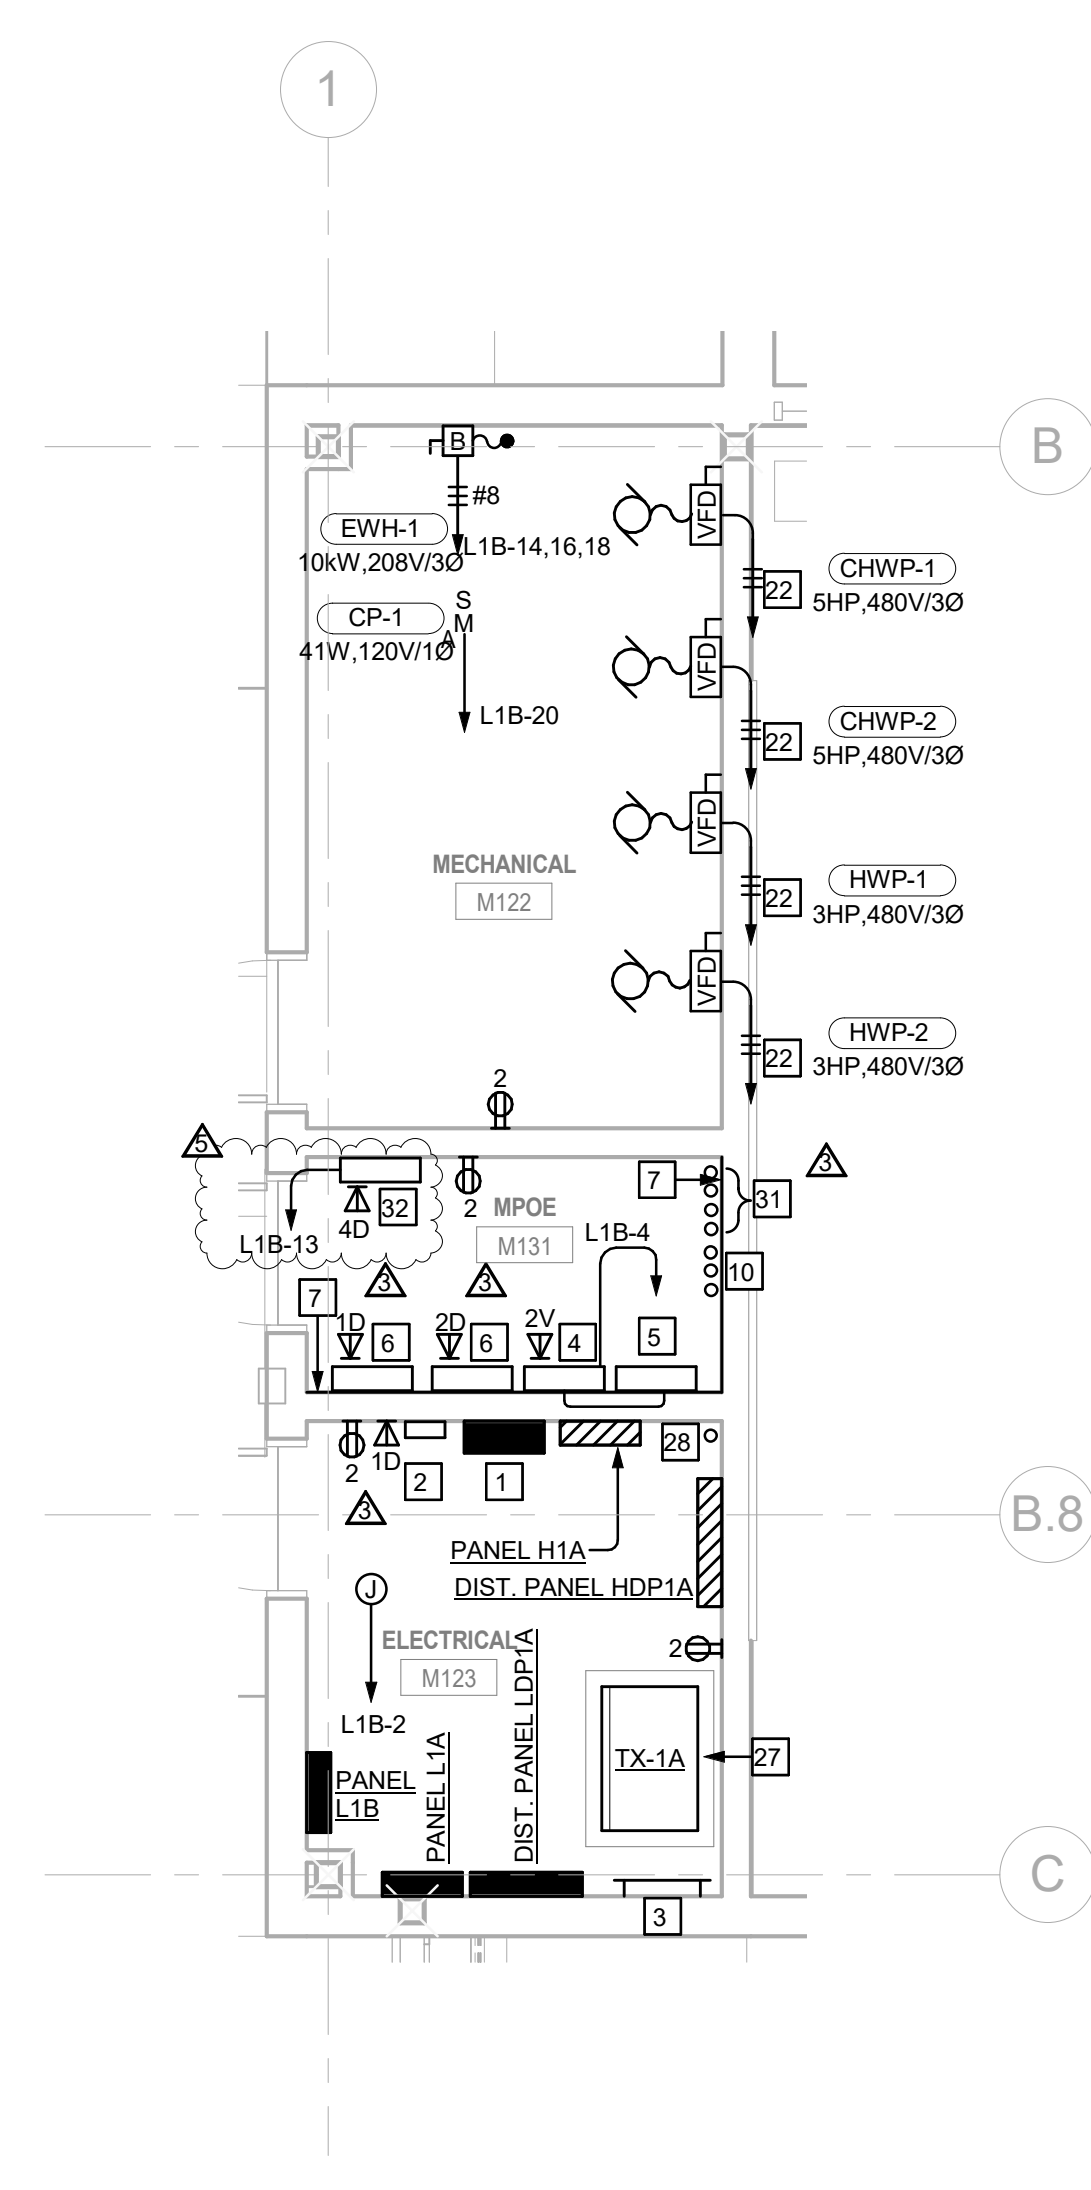 1
B
B
#8
EWH-1
10kW,208V/3Ø
L1B-14,16,18
VFD
CHWP-1
22
5HP,480V/3Ø
CP-1
41W,120V/1Ø
S
M
A
L1B-20
VFD
CHWP-2
22
5HP,480V/3Ø
VFD
MECHANICAL
M122
HWP-1
22
3HP,480V/3Ø
VFD
HWP-2
22
3HP,480V/3Ø
2
5
3
7
31
32
4D
2
MPOE
M131
L1B-13
L1B-4
10
3
3
7
1D
6
2D
6
2V
4
5
2
1D
2
1
28
3
B.8
PANEL H1A
DIST. PANEL HDP1A
J
ELECTRICAL
M123
2
L1B-2
DIST. PANEL LDP1A
PANEL L1A
TX-1A
27
PANEL
L1B
C
3